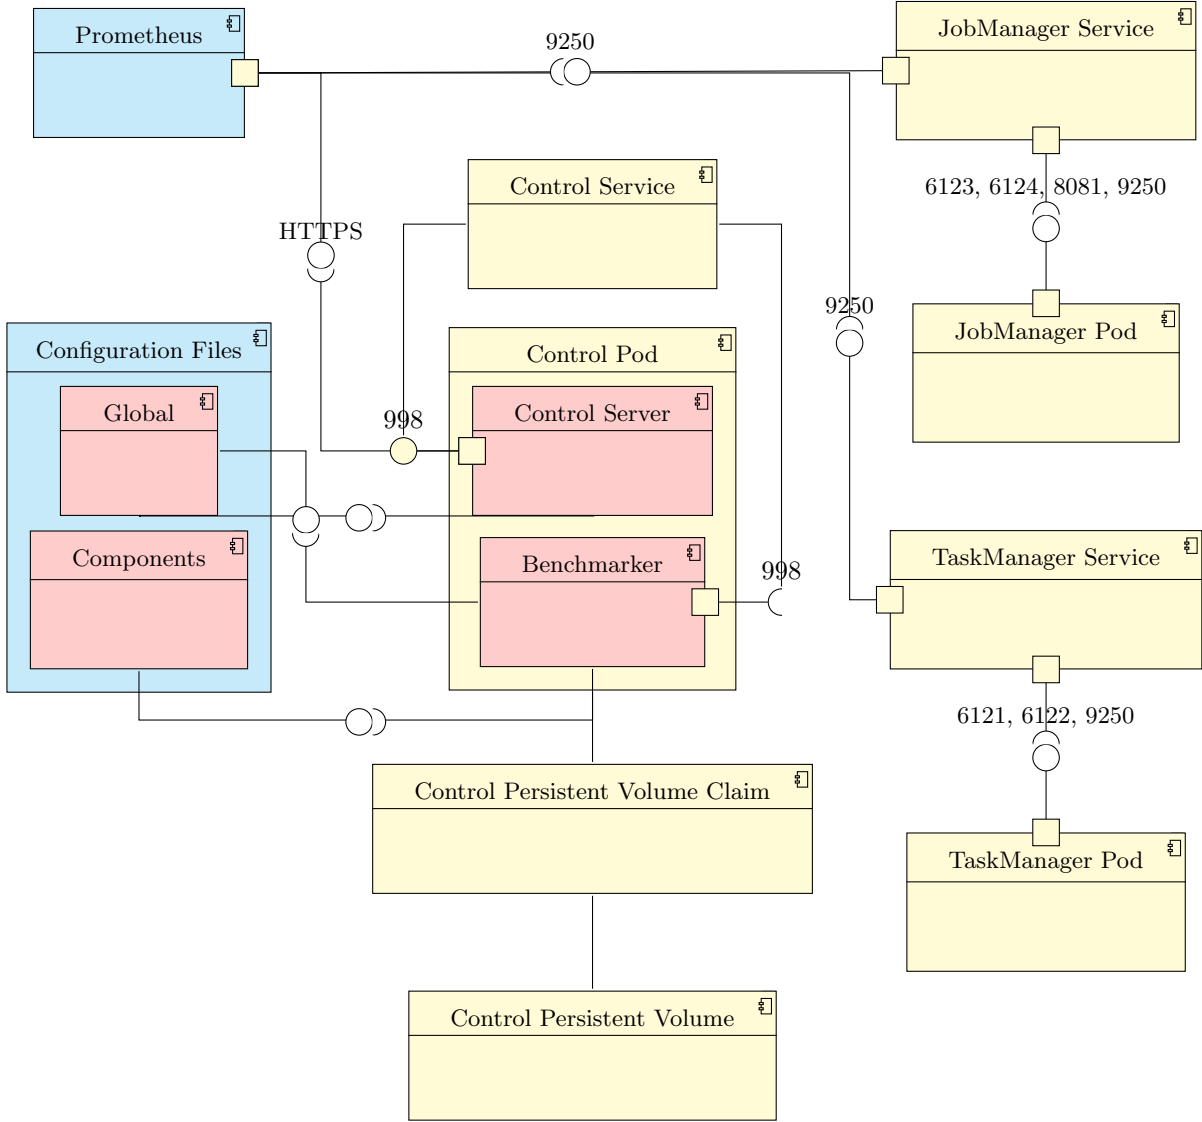 Prometheus
9250
JobManager Service
Control Service
6123, 6124, 8081, 9250
HTTPS
9250
JobManager Pod
Configuration Files
Control Pod
Global
998
Control Server
Components
Benchmarker
998
TaskManager Service
6121, 6122, 9250
Control Persistent Volume Claim
TaskManager Pod
Control Persistent Volume